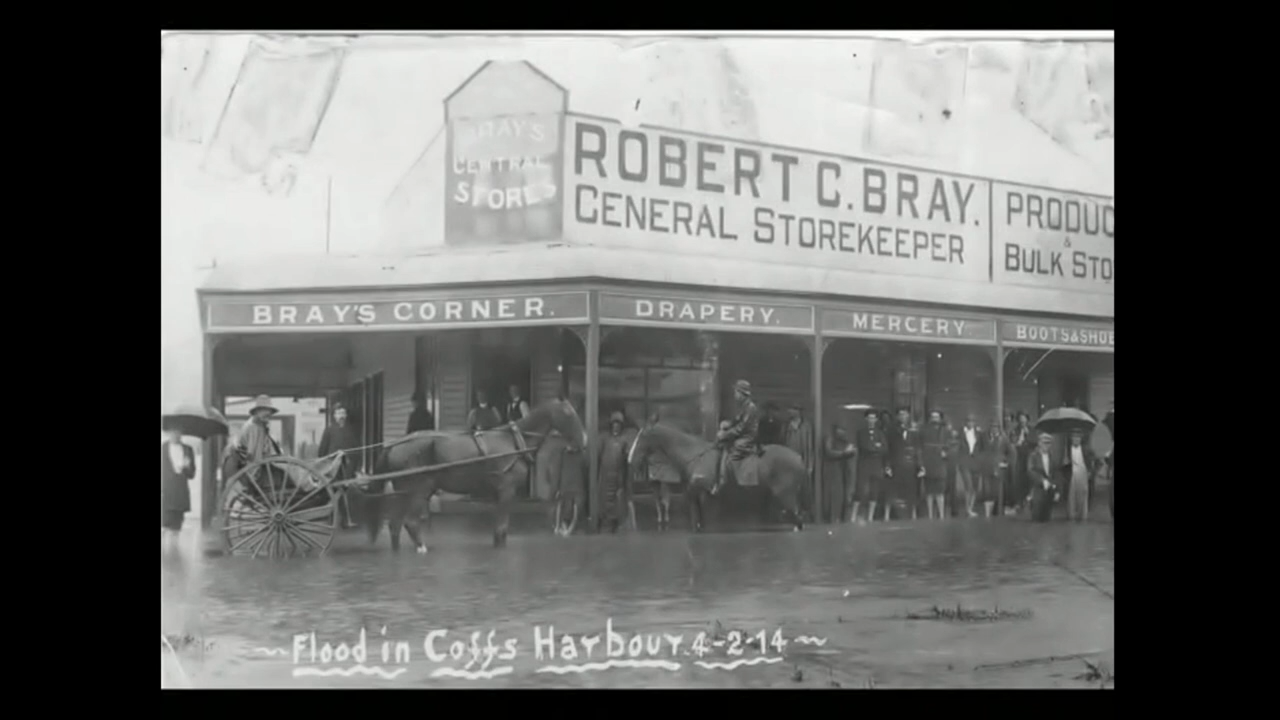 BRAY'S
CENTRAL
STORES
ROBERT C. BRAY.
GENERAL STOREKEEPER
PRODUC
&
BULK STO
BRAY'S CORNER.
DRAPERY.
MERCERY.
BOOTS & SHOE
~Flood in Coffs Harbour. 4-2-14~